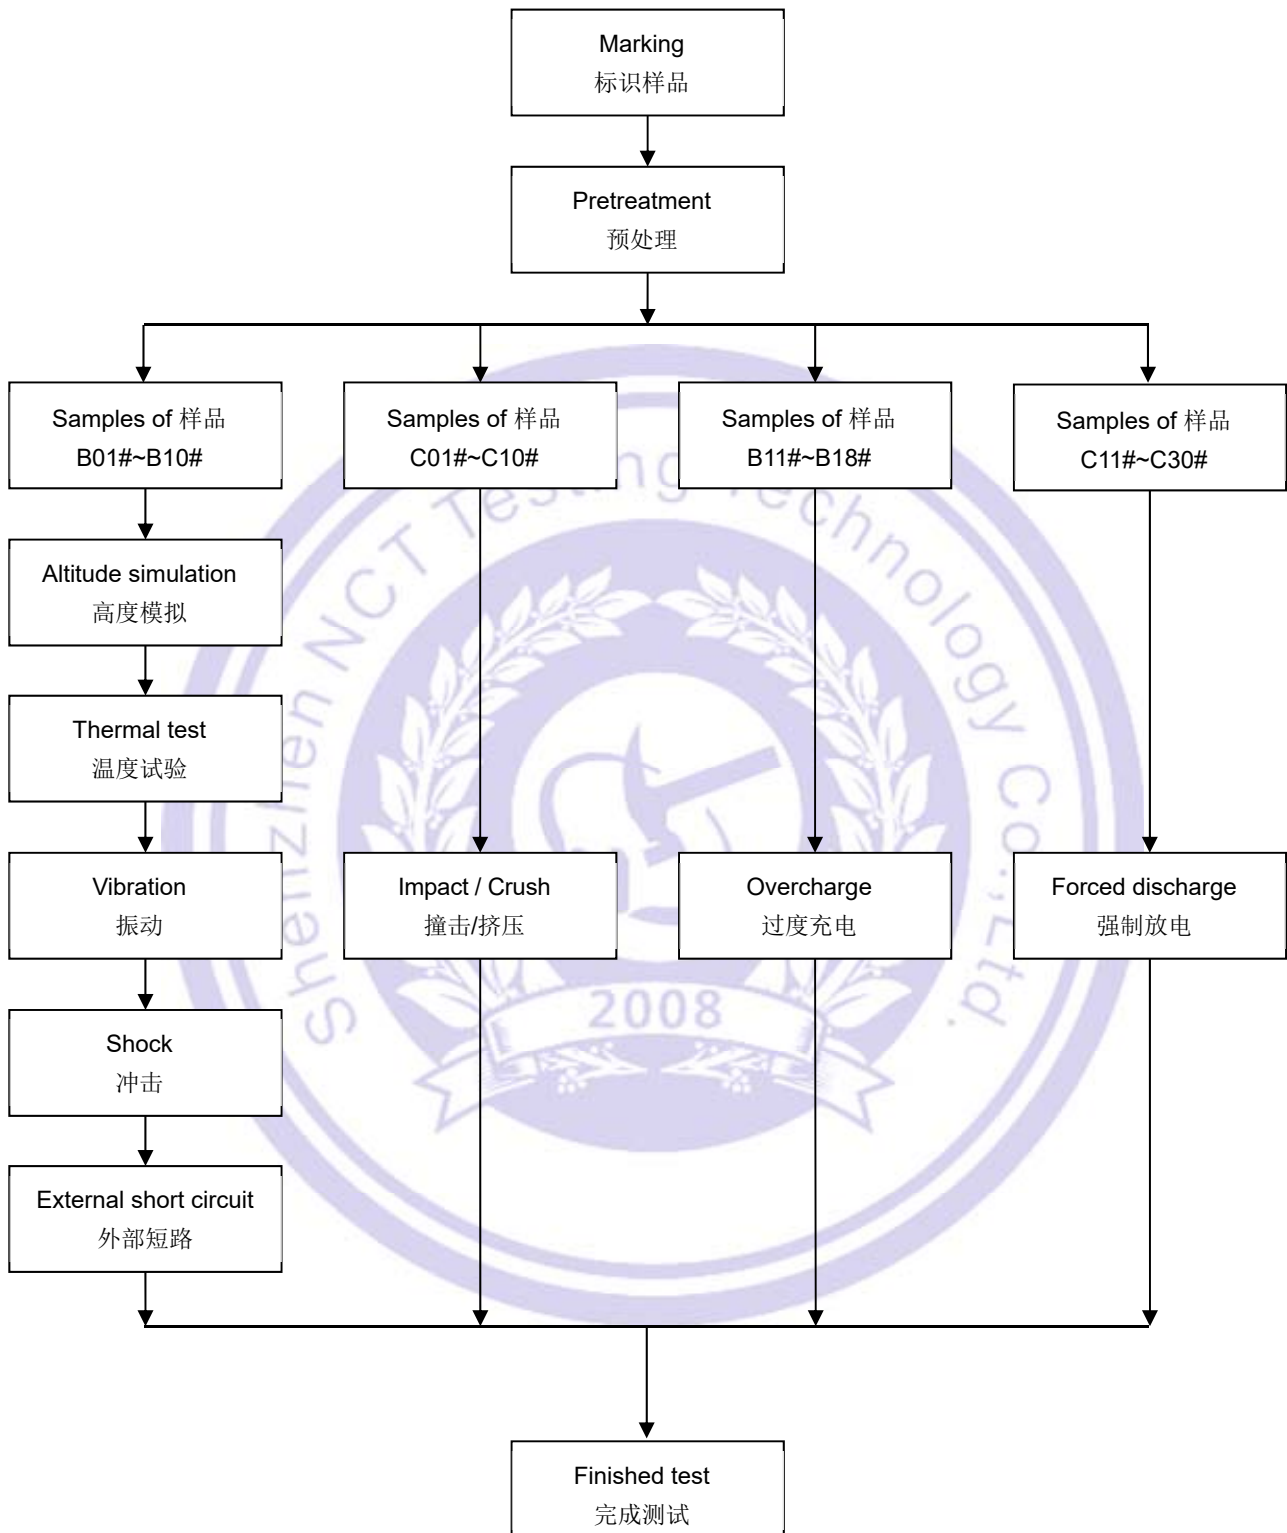 Marking
标识样品
Pretreatment
预处理
Samples of 样品
B01#~B10#
Samples of 样品
C01#~C10#
Samples of 样品
B11#~B18#
Samples of 样品
C11#~C30#
Altitude simulation
高度模拟
Thermal test
温度试验
Vibration
振动
Impact / Crush
撞击/挤压
Overcharge
过度充电
Forced discharge
强制放电
Shock
冲击
External short circuit
外部短路
Finished test
完成测试
Shenzhen NCT Testing Technology Co.,Ltd.
2008